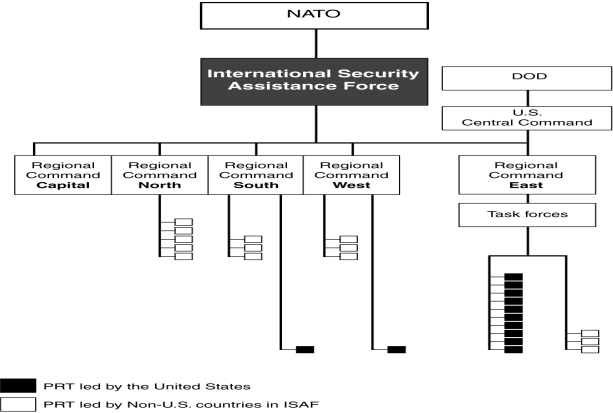 NATO
International Security
Assistance Force
DOD
U.S.
Central Command
Regional
Command
Capital
Regional
Command
North
Regional
Command
South
Regional
Command
West
Regional
Command
East
Task forces
PRT led by the United States
PRT led by Non-U.S. countries in ISAF